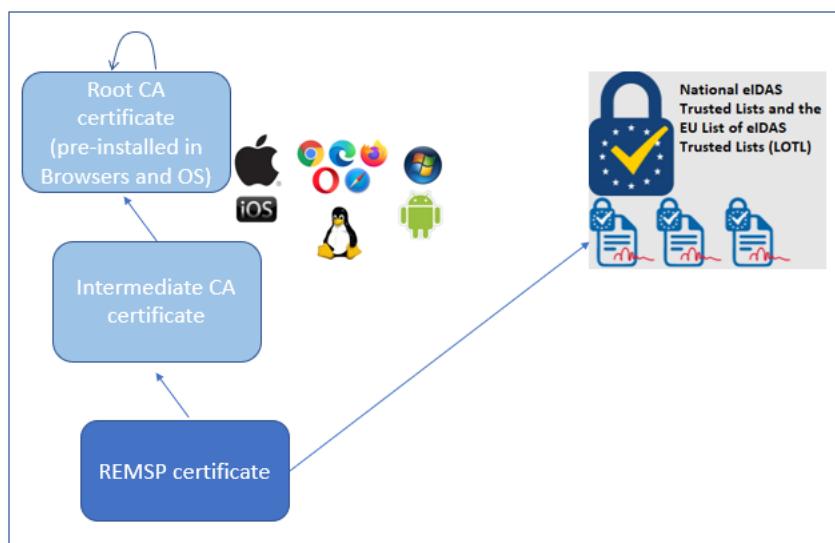 Root CA
certificate
(pre-installed in
Browsers and OS)
iOS
National eIDAS
Trusted Lists and the
EU List of eIDAS
Trusted Lists (LOTL)
Intermediate CA
certificate
REMSP certificate